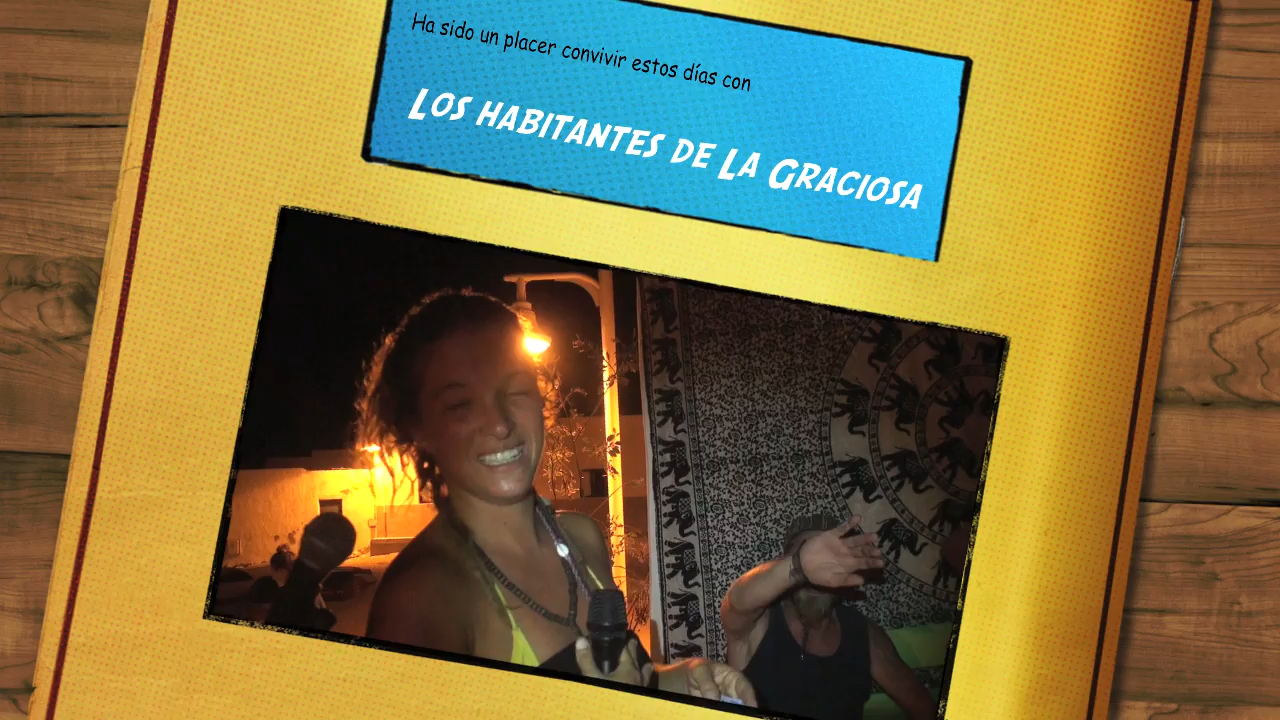 Ha sido un placer convivir estos días con
Los habitantes de La Graciosa